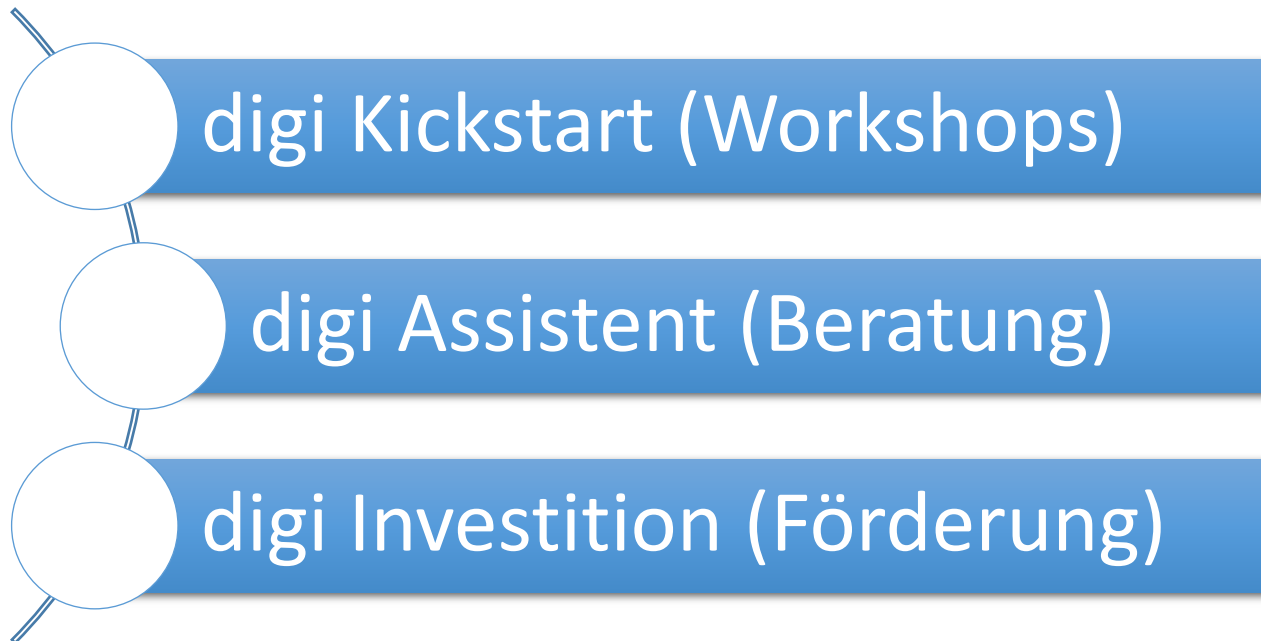 digi Kickstart (Workshops)
digi Assistent (Beratung)
digi Investition (Förderung)